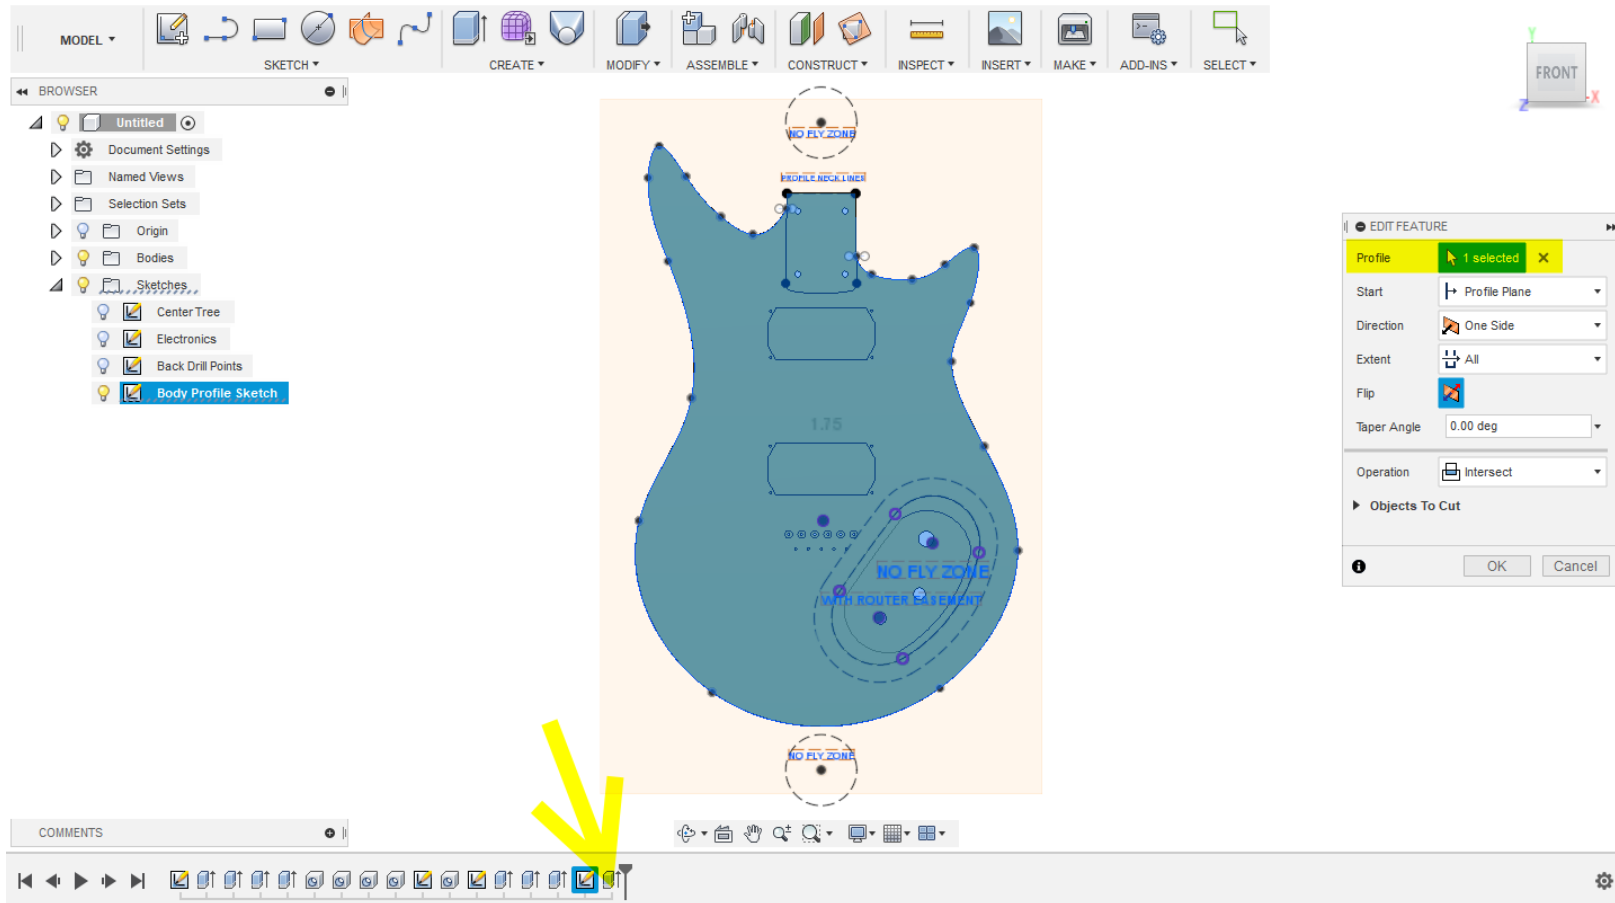 MODEL
SKETCH
CREATE
MODIFY
ASSEMBLE
CONSTRUCT
INSPECT
INSERT
MAKE
ADD-INS
SELECT
BROWSER
Untitled
Document Settings
Named Views
Selection Sets
Origin
Bodies
Sketches
Center Tree
Electronics
Back Drill Points
Body Profile Sketch
NO FLY ZONE
PROFILE NECK LINES
1.75
NO FLY ZONE
WITH ROUTER EASEMENT
NO FLY ZONE
Y
FRONT
Z
-X
EDIT FEATURE
Profile 1 selected
Start Profile Plane
Direction One Side
Extent All
Flip
Taper Angle 0.00 deg
Operation Intersect
Objects To Cut
OK Cancel
COMMENTS